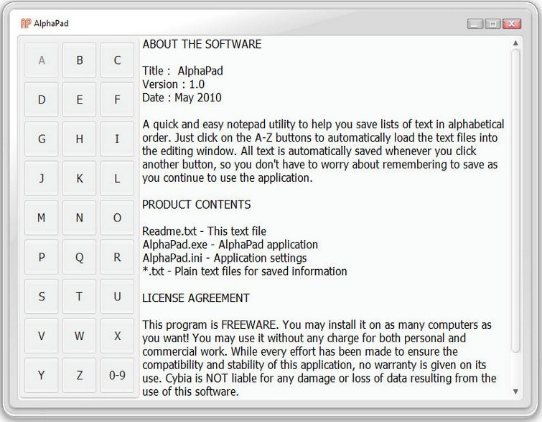 AlphaPad
A B C
D E F
G H I
J K L
M N O
P Q R
S T U
V W X
Y Z 0-9
ABOUT THE SOFTWARE
Title : AlphaPad
Version : 1.0
Date : May 2010
A quick and easy notepad utility to help you save lists of text in alphabetical
order. Just click on the A-Z buttons to automatically load the text files into
the editing window. All text is automatically saved whenever you click
another button, so you don't have to worry about remembering to save as
you continue to use the application.
PRODUCT CONTENTS
Readme.txt - This text file
AlphaPad.exe - AlphaPad application
AlphaPad.ini - Application settings
*.txt - Plain text files for saved information
LICENSE AGREEMENT
This program is FREEWARE. You may install it on as many computers as
you want! You may use it without any charge for both personal and
commercial work. While every effort has been made to ensure the
compatibility and stability of this application, no warranty is given on its
use. Cybia is NOT liable for any damage or loss of data resulting from the
use of this software.